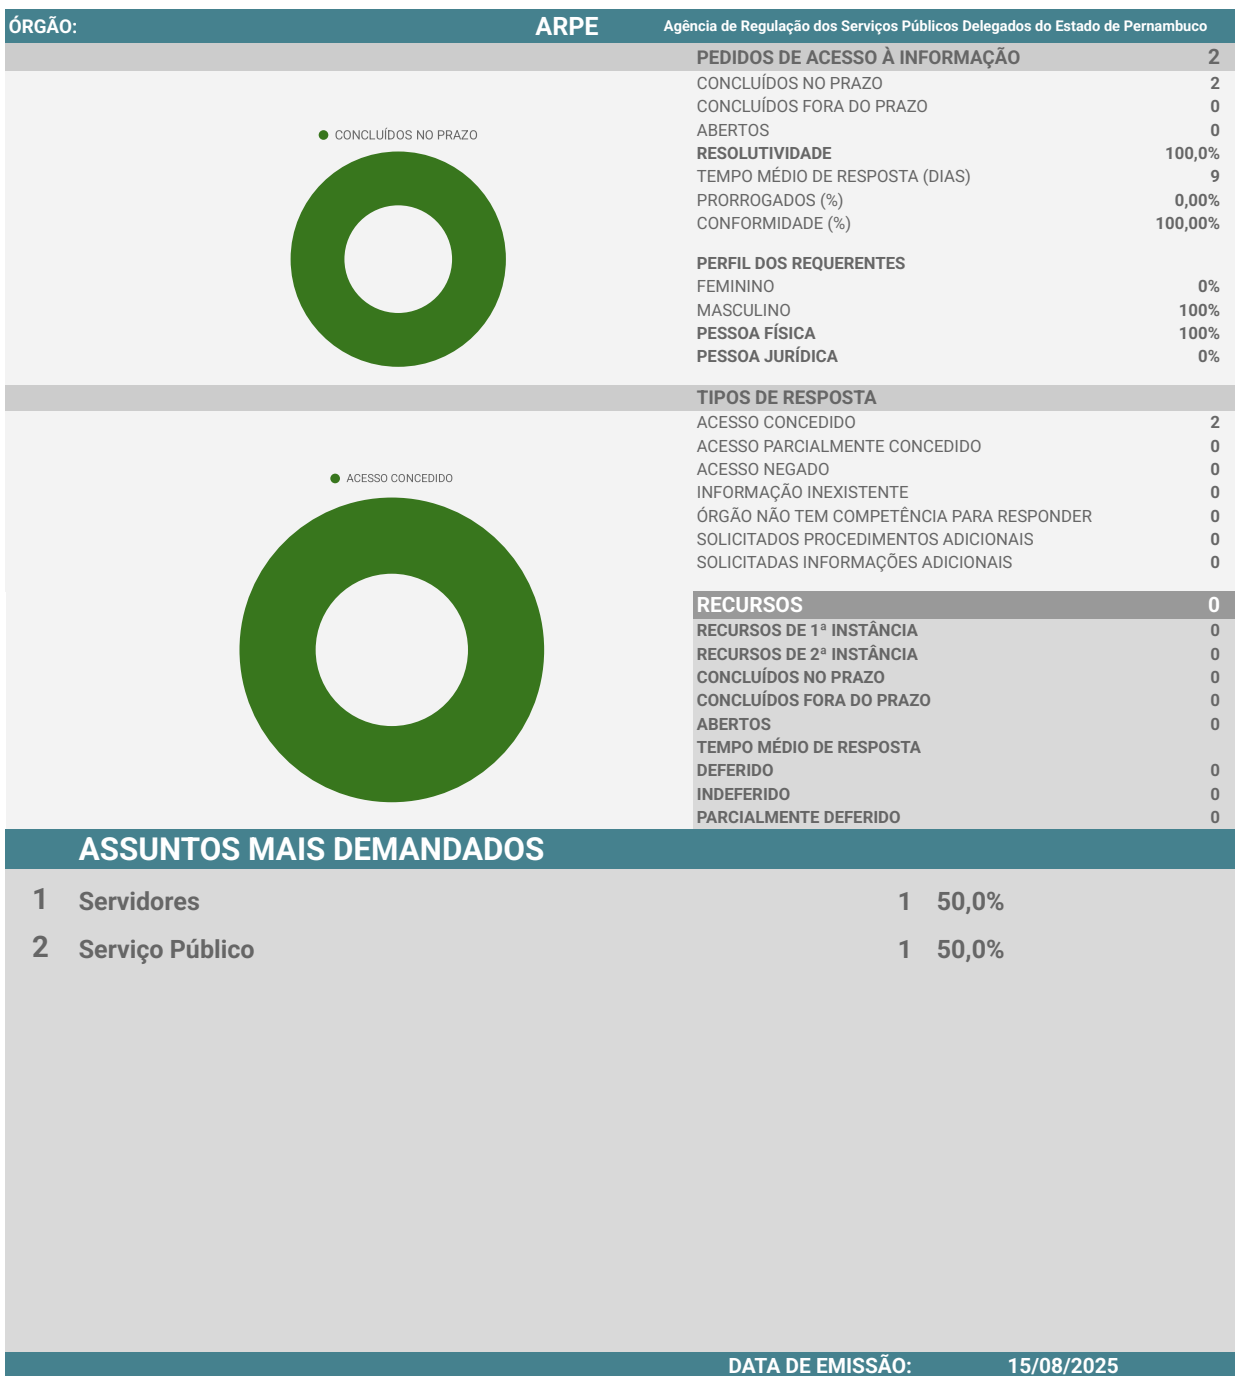 ÓRGÃO: ARPE Agência de Regulação dos Serviços Públicos Delegados do Estado de Pernambuco
PEDIDOS DE ACESSO À INFORMAÇÃO 2
CONCLUÍDOS NO PRAZO 2
CONCLUÍDOS FORA DO PRAZO 0
ABERTOS 0
RESOLUTIVIDADE 100,0%
TEMPO MÉDIO DE RESPOSTA (DIAS) 9
PRORROGADOS (%) 0,00%
CONFORMIDADE (%) 100,00%
CONCLUÍDOS NO PRAZO
PERFIL DOS REQUERENTES
FEMININO 0%
MASCULINO 100%
PESSOA FÍSICA 100%
PESSOA JURÍDICA 0%
TIPOS DE RESPOSTA
ACESSO CONCEDIDO 2
ACESSO PARCIALMENTE CONCEDIDO 0
ACESSO NEGADO 0
INFORMAÇÃO INEXISTENTE 0
ÓRGÃO NÃO TEM COMPETÊNCIA PARA RESPONDER 0
SOLICITADOS PROCEDIMENTOS ADICIONAIS 0
SOLICITADAS INFORMAÇÕES ADICIONAIS 0
ACESSO CONCEDIDO
RECURSOS 0
RECURSOS DE 1ª INSTÂNCIA 0
RECURSOS DE 2ª INSTÂNCIA 0
CONCLUÍDOS NO PRAZO 0
CONCLUÍDOS FORA DO PRAZO 0
ABERTOS 0
TEMPO MÉDIO DE RESPOSTA
DEFERIDO 0
INDEFERIDO 0
PARCIALMENTE DEFERIDO 0
ASSUNTOS MAIS DEMANDADOS
1 Servidores 1 50,0%
2 Serviço Público 1 50,0%
DATA DE EMISSÃO: 15/08/2025